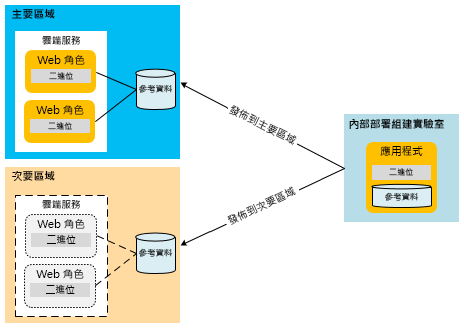 主要區域
雲端服務
Web 角色
二進位
Web 角色
二進位
參考資料
發佈到主要區域
內部部署組建實驗室
應用程式
二進位
參考資料
發佈到次要區域
次要區域
雲端服務
Web 角色
二進位
Web 角色
二進位
參考資料